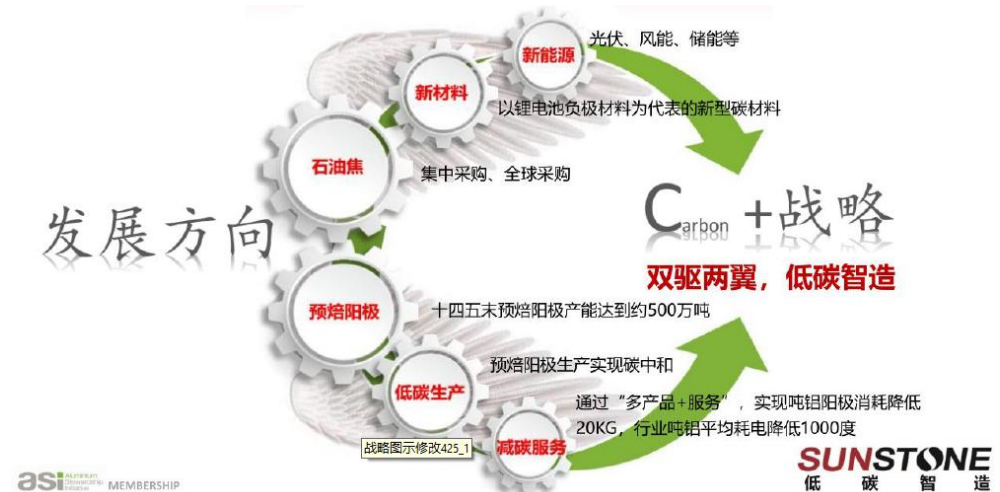 新能源
光伏、风能、储能等
新材料
以锂电池负极材料为代表的新型碳材料
石油焦
集中采购、全球采购
发展方向
Carbon +战略
双驱两翼，低碳智造
预焙阳极
十四五末预焙阳极产能达到约500万吨
预焙阳极生产实现碳中和
低碳生产
通过“多产品+服务”，实现吨铝阳极消耗降低
20KG，行业吨铝平均耗电降低1000度
减碳服务
战略图示修改425_1
asi Aluminium
Stewardship
Initiative
MEMBERSHIP
SUNSTONE
低碳智造